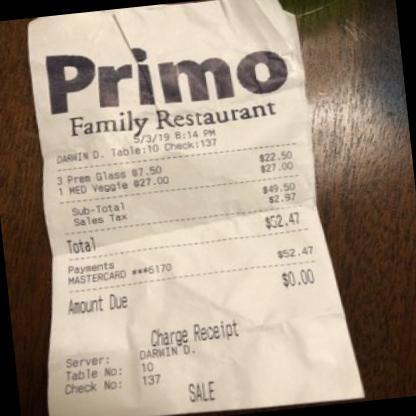 Primo
Family Restaurant
5/3/19 8:14 PM
DARWIN D. Table:10 Check:137
3 Prem Glass @7.50 $22.50
1 MED Veggie @27.00 $27.00
Sub-Total $49.50
Sales Tax $2.97
Total $52.47
Payments
MASTERCARD ***6170 $52.47
Amount Due $0.00
Charge Receipt
Server: DARWIN D.
Table No: 10
Check No: 137
SALE